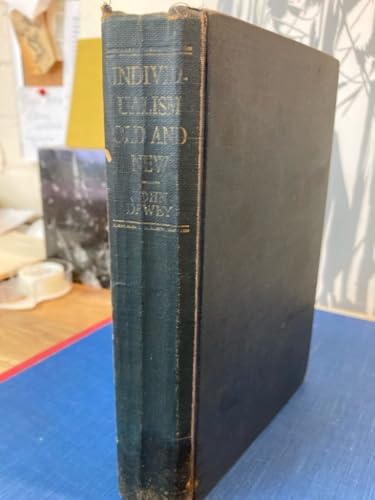 INDIVID-
UALISM
OLD AND
NEW
JOHN
DEWEY